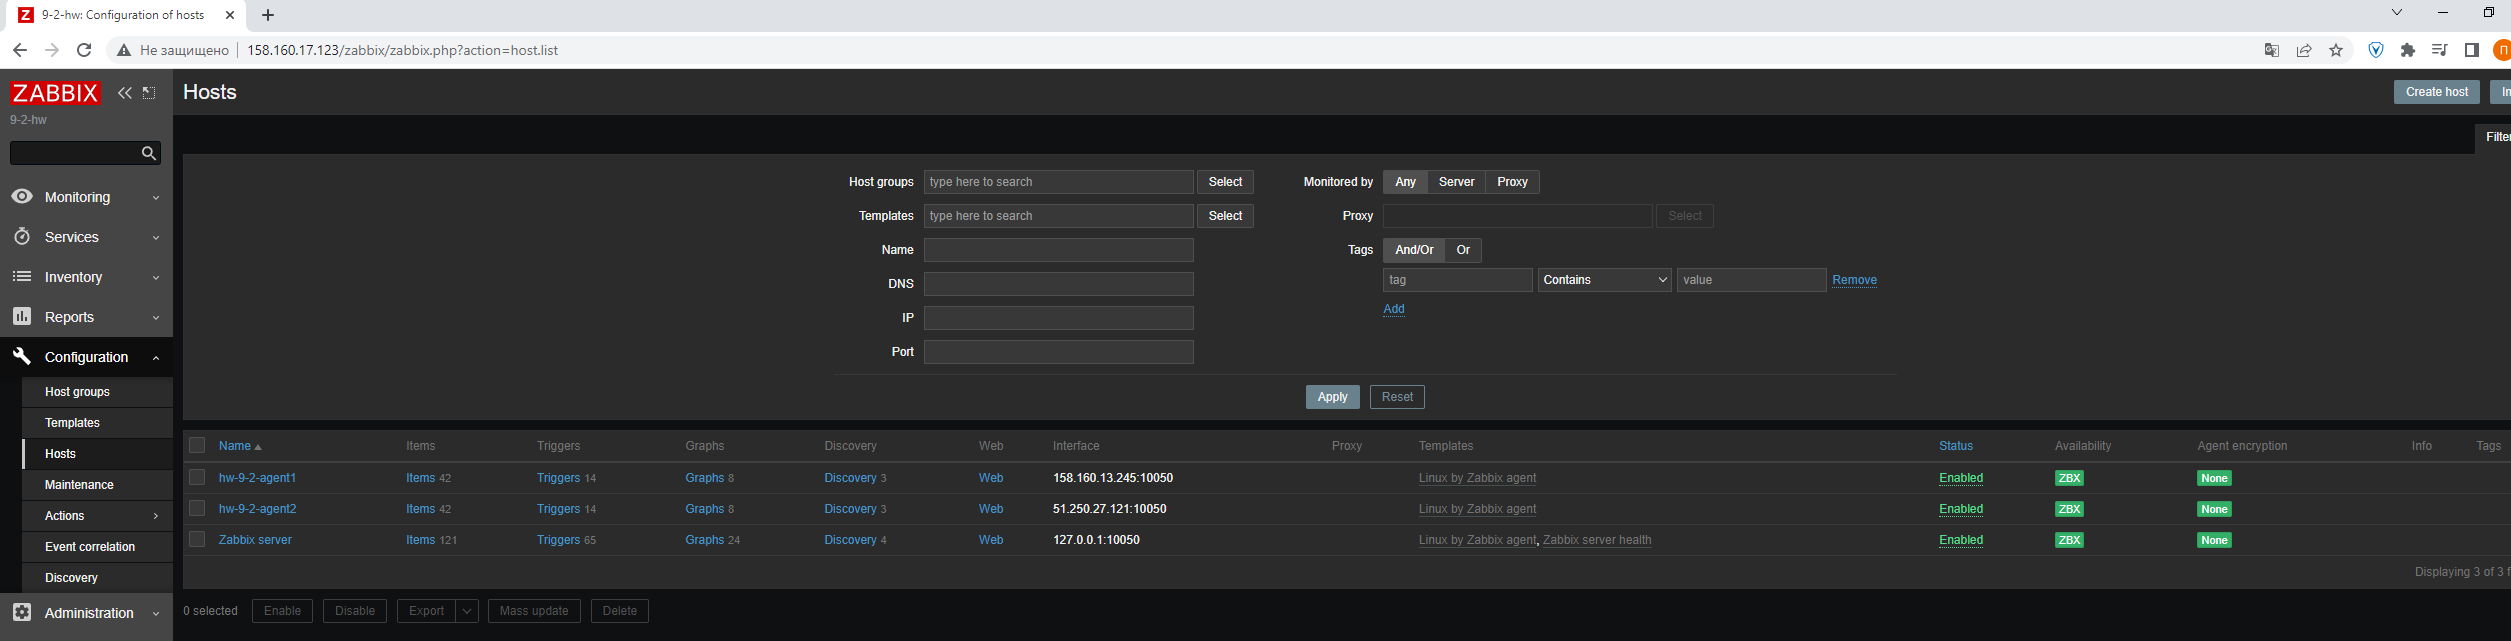 9-2-hw: Configuration of hosts
Не защищено 158.160.17.123/zabbix/zabbix.php?action=host.list
ZABBIX
9-2-hw
Monitoring
Services
Inventory
Reports
Configuration
Host groups
Templates
Hosts
Maintenance
Actions
Event correlation
Discovery
Administration
Hosts
Create host
Filter
Host groups type here to search Select
Templates type here to search Select
Name
DNS
IP
Port
Monitored by Any Server Proxy
Proxy Select
Tags And/Or Or
tag Contains value Remove
Add
Apply Reset
Name Items Triggers Graphs Discovery Web Interface Proxy Templates Status Availability Agent encryption Info Tags
hw-9-2-agent1 Items 42 Triggers 14 Graphs 8 Discovery 3 Web 158.160.13.245:10050 Linux by Zabbix agent Enabled ZBX None
hw-9-2-agent2 Items 42 Triggers 14 Graphs 8 Discovery 3 Web 51.250.27.121:10050 Linux by Zabbix agent Enabled ZBX None
Zabbix server Items 121 Triggers 65 Graphs 24 Discovery 4 Web 127.0.0.1:10050 Linux by Zabbix agent, Zabbix server health Enabled ZBX None
Displaying 3 of 3
0 selected Enable Disable Export Mass update Delete